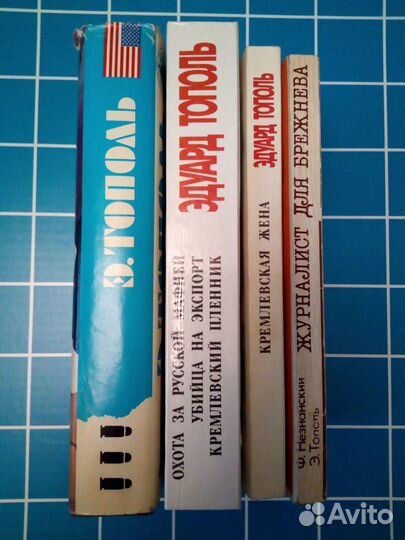 Э.ТОПОЛЬ
ЭДУАРД ТОПОЛЬ
ОХОТА ЗА РУССКОЙ МАФИЕЙ
УБИЙЦА НА ЭКСПОРТ
КРЕМЛЕВСКИЙ ПЛЕННИК
ЭДУАРД ТОПОЛЬ
КРЕМЛЕВСКАЯ ЖЕНА
Ф. Незнанский
Э. Тополь
ЖУРНАЛИСТ ДЛЯ БРЕЖНЕВА
Avito